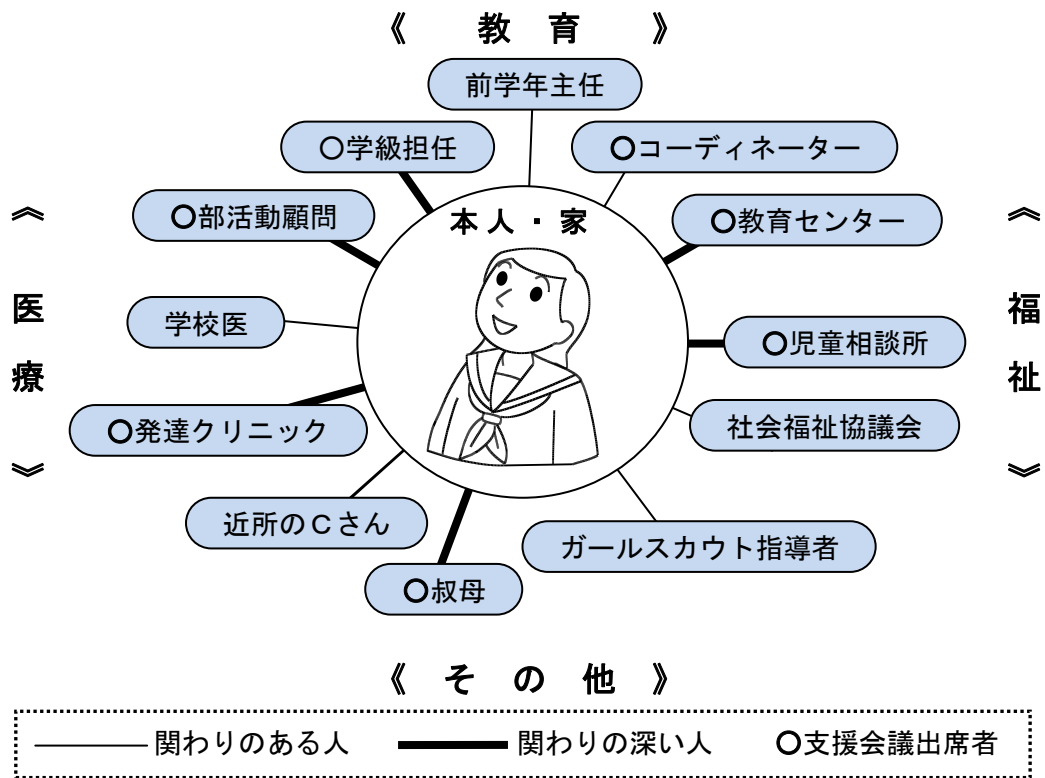 《 教 育 》
前学年主任
○学級担任
○コーディネーター
○部活動顧問
○教育センター
本人・家
《 医 療 》
《 福 祉 》
学校医
○児童相談所
○発達クリニック
社会福祉協議会
近所のCさん
ガールスカウト指導者
○叔母
《 そ の 他 》
関わりのある人 関わりの深い人 ○支援会議出席者